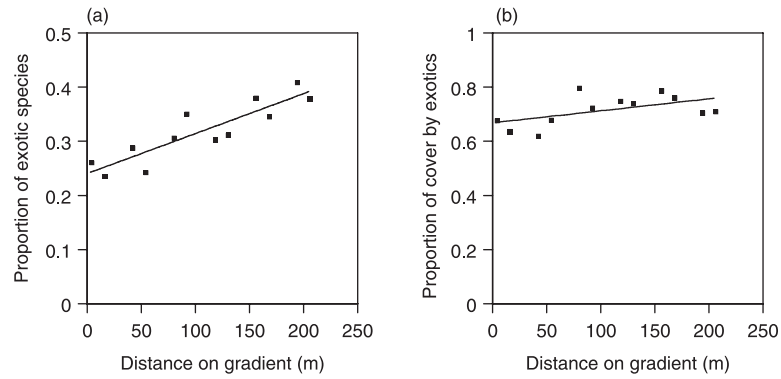 (a)
Proportion of exotic species
0.5
0.4
0.3
0.2
0.1
0
0 50 100 150 200 250
Distance on gradient (m)
(b)
Proportion of cover by exotics
1
0.8
0.6
0.4
0.2
0
0 50 100 150 200 250
Distance on gradient (m)